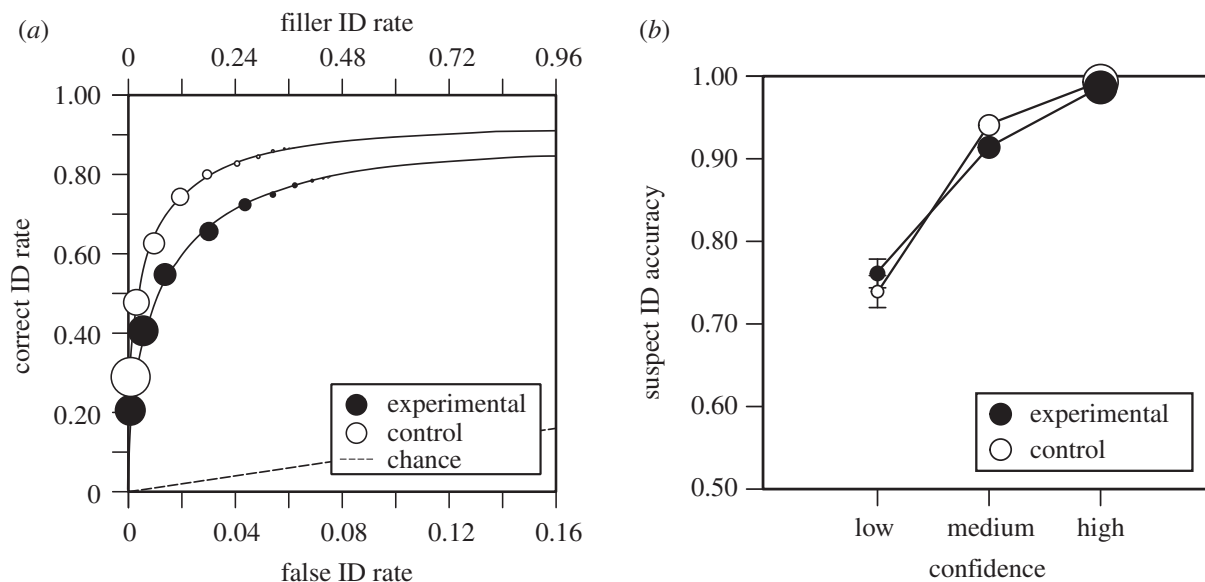 (a)
filler ID rate
0 0.24 0.48 0.72 0.96
1.00
0.80
0.60
0.40
0.20
0
correct ID rate
experimental
control
chance
0 0.04 0.08 0.12 0.16
false ID rate
(b)
1.00
0.90
0.80
0.70
0.60
0.50
suspect ID accuracy
experimental
control
low medium high
confidence